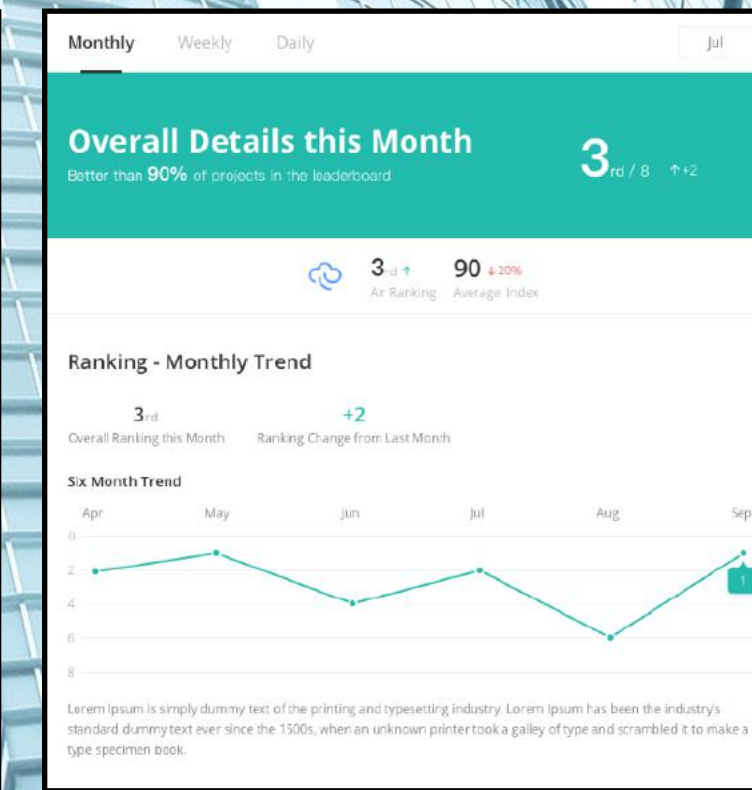 Monthly Weekly Daily Jul
Overall Details this Month
Better than 90% of projects in the leaderboard
3rd / 8 ↑+2
3rd ↑ 90 ↓20%
Air Ranking Average Index
Ranking - Monthly Trend
3rd +2
Overall Ranking this Month Ranking Change from Last Month
Six Month Trend
Apr May Jun Jul Aug Sep
0
2
1
4
6
8
Lorem Ipsum is simply dummy text of the printing and typesetting industry. Lorem Ipsum has been the industry's
standard dummy text ever since the 1500s, when an unknown printer took a galley of type and scrambled it to make a
type specimen book.